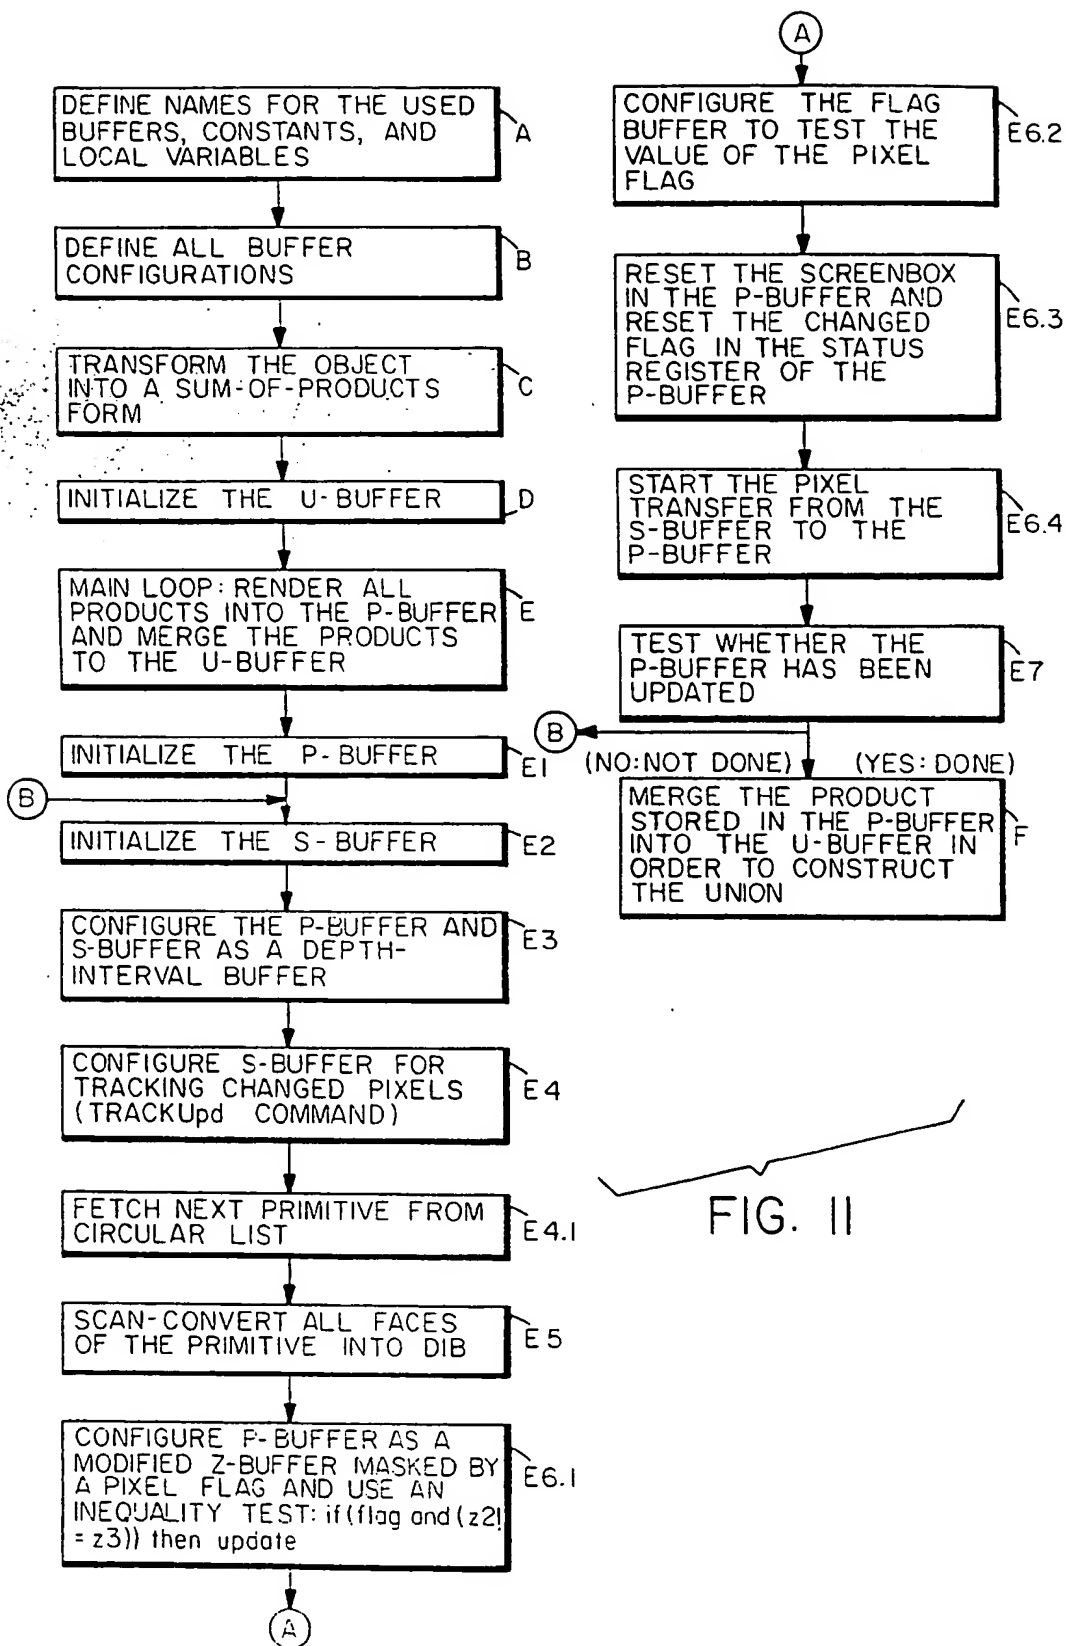 DEFINE NAMES FOR THE USED
BUFFERS, CONSTANTS, AND
LOCAL VARIABLES
A
DEFINE ALL BUFFER
CONFIGURATIONS
B
TRANSFORM THE OBJECT
INTO A SUM-OF-PRODUCTS
FORM
C
INITIALIZE THE U-BUFFER
D
MAIN LOOP: RENDER ALL
PRODUCTS INTO THE P-BUFFER
AND MERGE THE PRODUCTS
TO THE U-BUFFER
E
INITIALIZE THE P-BUFFER
E1
B
INITIALIZE THE S-BUFFER
E2
CONFIGURE THE P-BUFFER AND
S-BUFFER AS A DEPTH-
INTERVAL BUFFER
E3
CONFIGURE S-BUFFER FOR
TRACKING CHANGED PIXELS
(TRACKUpd COMMAND)
E4
FETCH NEXT PRIMITIVE FROM
CIRCULAR LIST
E4.1
SCAN-CONVERT ALL FACES
OF THE PRIMITIVE INTO DIB
E5
CONFIGURE P-BUFFER AS A
MODIFIED Z-BUFFER MASKED BY
A PIXEL FLAG AND USE AN
INEQUALITY TEST: if(flag and (z2!
= z3)) then update
E6.1
A
A
CONFIGURE THE FLAG
BUFFER TO TEST THE
VALUE OF THE PIXEL
FLAG
E6.2
RESET THE SCREENBOX
IN THE P-BUFFER AND
RESET THE CHANGED
FLAG IN THE STATUS
REGISTER OF THE
P-BUFFER
E6.3
START THE PIXEL
TRANSFER FROM THE
S-BUFFER TO THE
P-BUFFER
E6.4
TEST WHETHER THE
P-BUFFER HAS BEEN
UPDATED
E7
B
(NO: NOT DONE) (YES: DONE)
MERGE THE PRODUCT
STORED IN THE P-BUFFER
INTO THE U-BUFFER IN
ORDER TO CONSTRUCT
THE UNION
F
FIG. 11